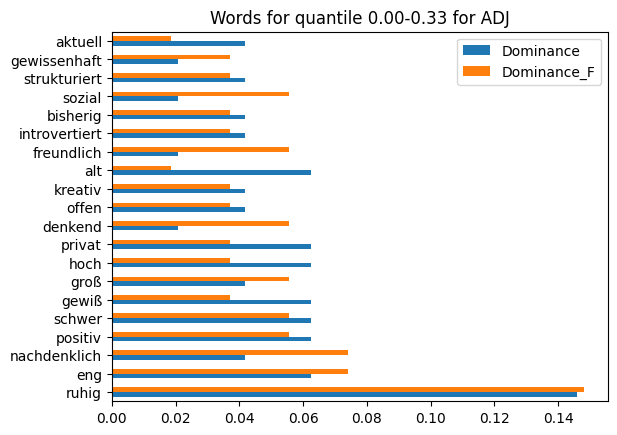 Words for quantile 0.00-0.33 for ADJ
Dominance
Dominance_F
aktuell
gewissenhaft
strukturiert
sozial
bisherig
introvertiert
freundlich
alt
kreativ
offen
denkend
privat
hoch
groß
gewiß
schwer
positiv
nachdenklich
eng
ruhig
0.00 0.02 0.04 0.06 0.08 0.10 0.12 0.14